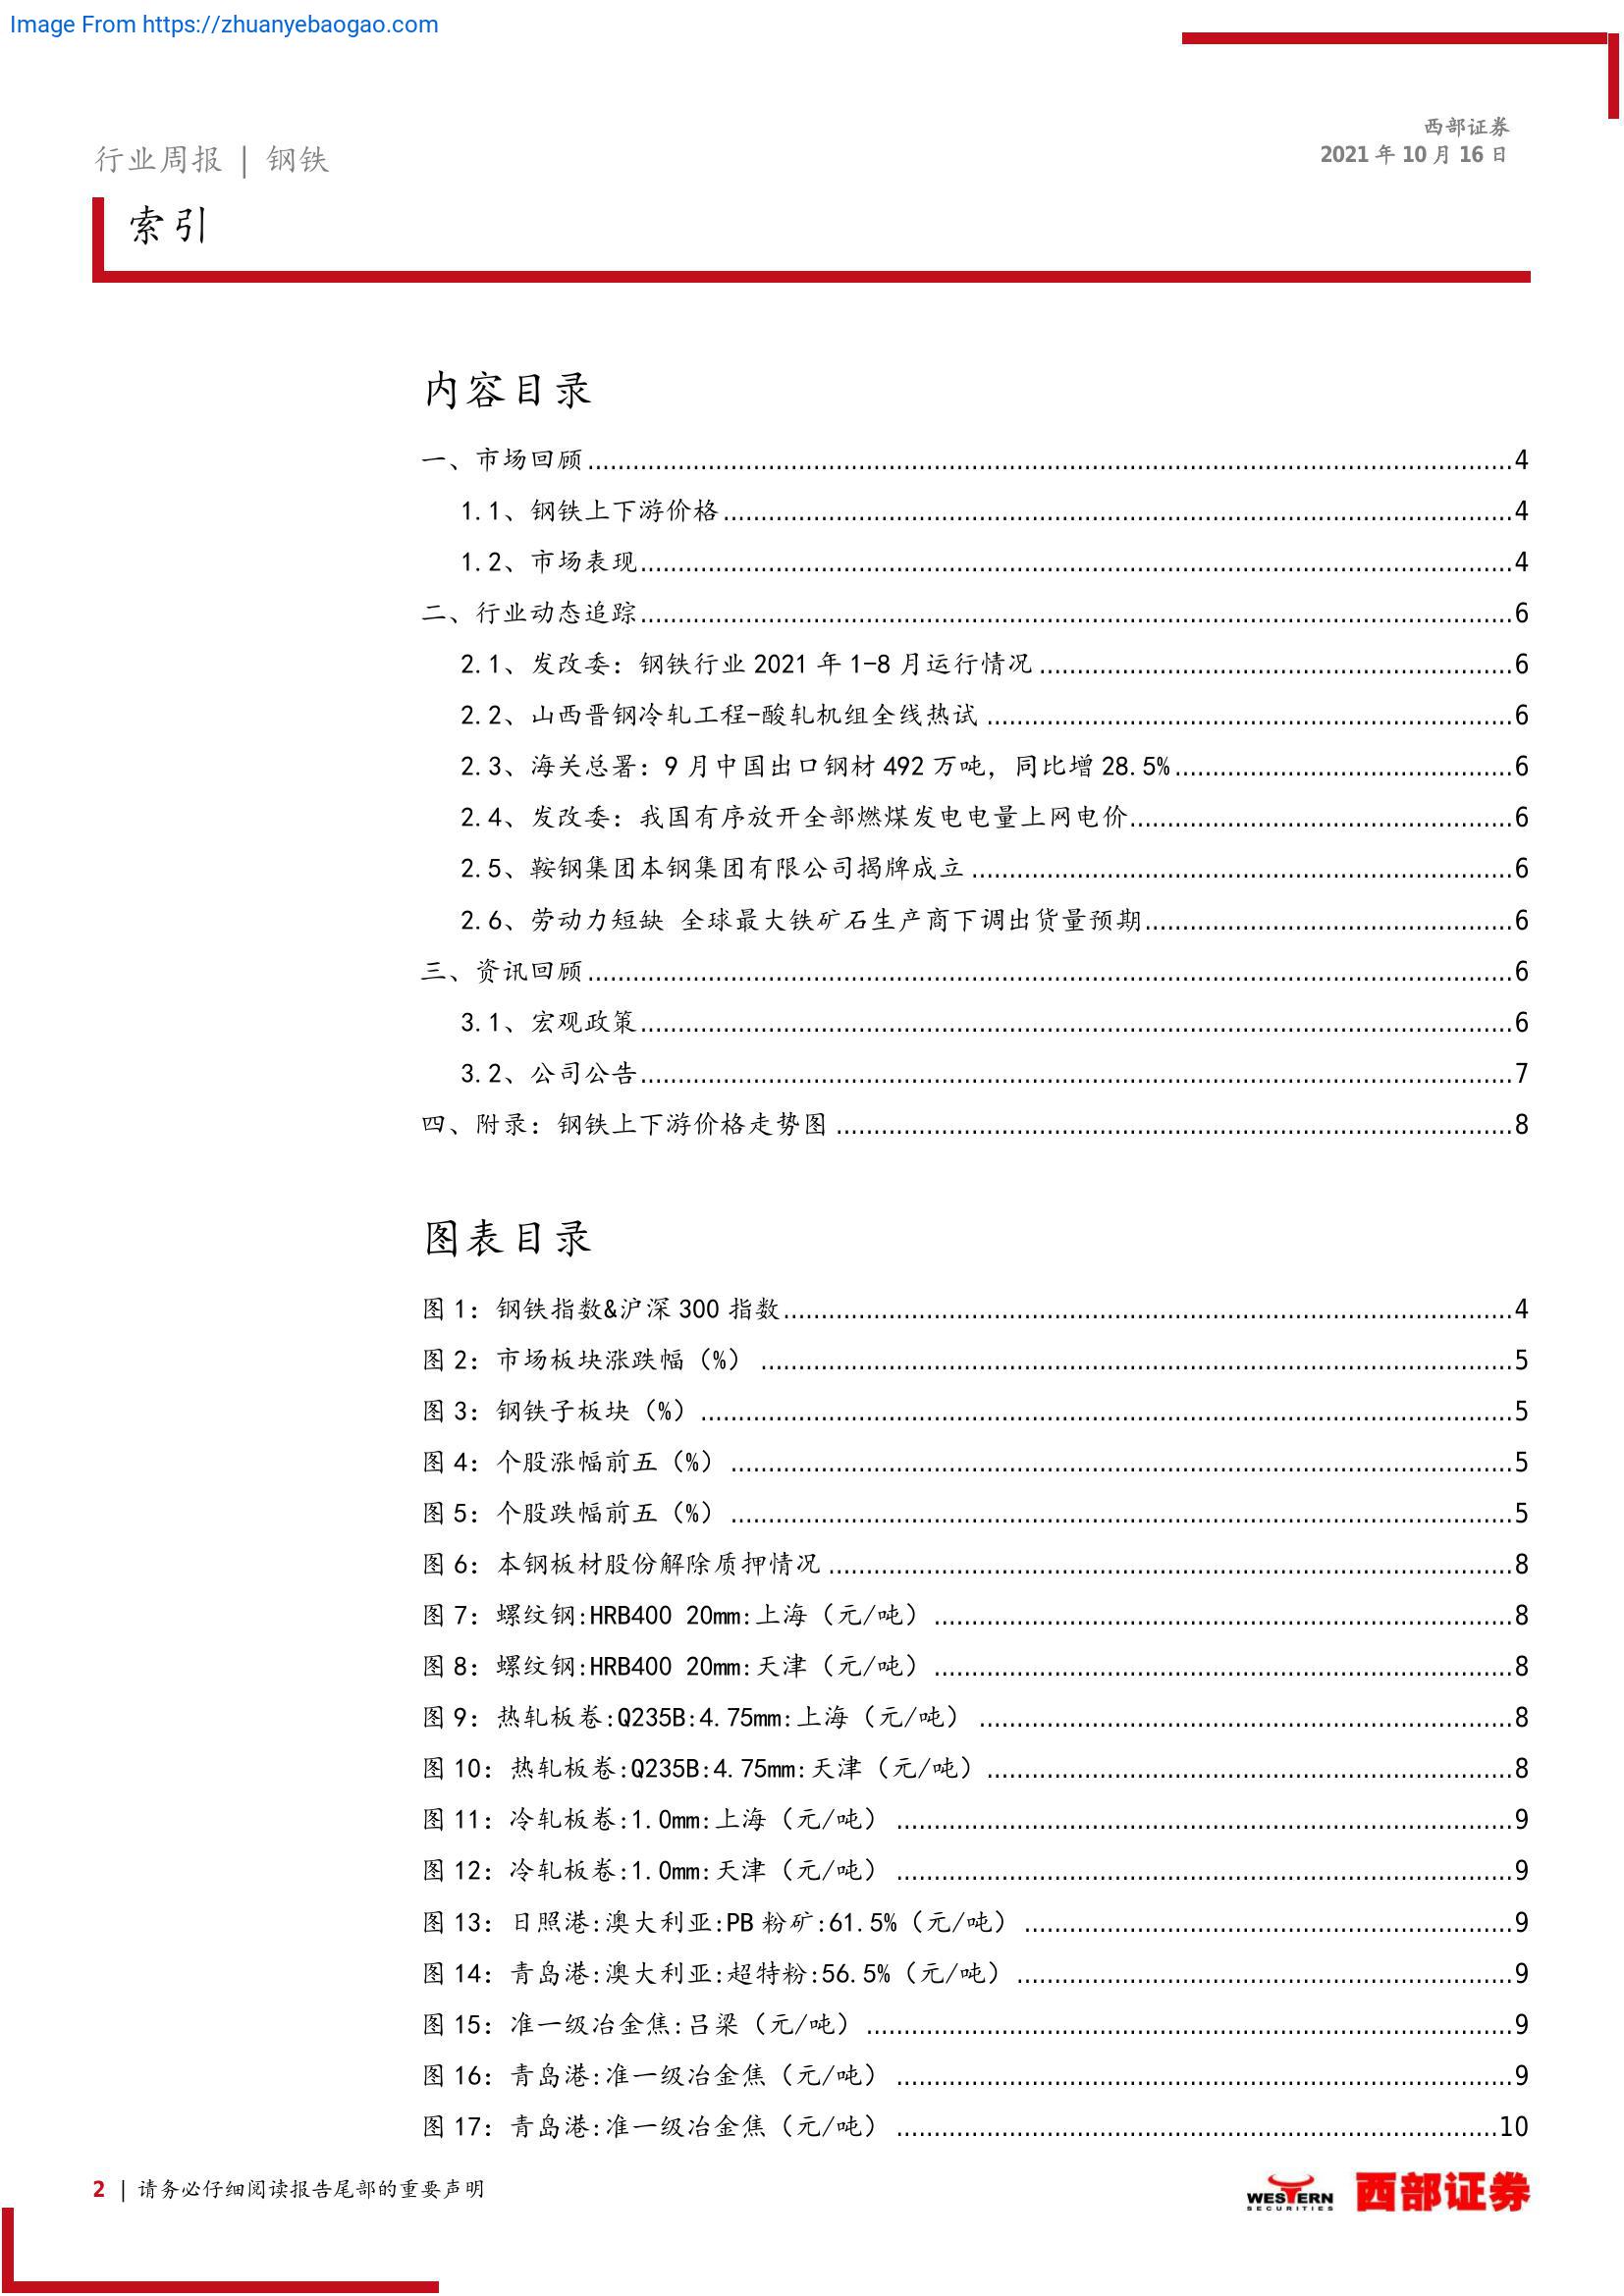 Image From https://zhuanyebaogao.com
西部证券
2021 年 10 月 16 日
行业周报 | 钢铁
索引
内容目录
一、市场回顾 4
1.1、钢铁上下游价格 4
1.2、市场表现 4
二、行业动态追踪 6
2.1、发改委：钢铁行业 2021 年 1-8 月运行情况 6
2.2、山西晋钢冷轧工程-酸轧机组全线热试 6
2.3、海关总署：9 月中国出口钢材 492 万吨，同比增 28.5% 6
2.4、发改委：我国有序放开全部燃煤发电电量上网电价 6
2.5、鞍钢集团本钢集团有限公司揭牌成立 6
2.6、劳动力短缺 全球最大铁矿石生产商下调出货量预期 6
三、资讯回顾 6
3.1、宏观政策 6
3.2、公司公告 7
四、附录：钢铁上下游价格走势图 8
图表目录
图 1：钢铁指数&沪深 300 指数 4
图 2：市场板块涨跌幅（%） 5
图 3：钢铁子板块（%） 5
图 4：个股涨幅前五（%） 5
图 5：个股跌幅前五（%） 5
图 6：本钢板材股份解除质押情况 8
图 7：螺纹钢:HRB400 20mm:上海（元/吨） 8
图 8：螺纹钢:HRB400 20mm:天津（元/吨） 8
图 9：热轧板卷:Q235B:4.75mm:上海（元/吨） 8
图 10：热轧板卷:Q235B:4.75mm:天津（元/吨） 8
图 11：冷轧板卷:1.0mm:上海（元/吨） 9
图 12：冷轧板卷:1.0mm:天津（元/吨） 9
图 13：日照港:澳大利亚:PB 粉矿:61.5%（元/吨） 9
图 14：青岛港:澳大利亚:超特粉:56.5%（元/吨） 9
图 15：准一级冶金焦:吕梁（元/吨） 9
图 16：青岛港:准一级冶金焦（元/吨） 9
图 17：青岛港:准一级冶金焦（元/吨） 10
2 | 请务必仔细阅读报告尾部的重要声明
WESTERN
SECURITIES
西部证券